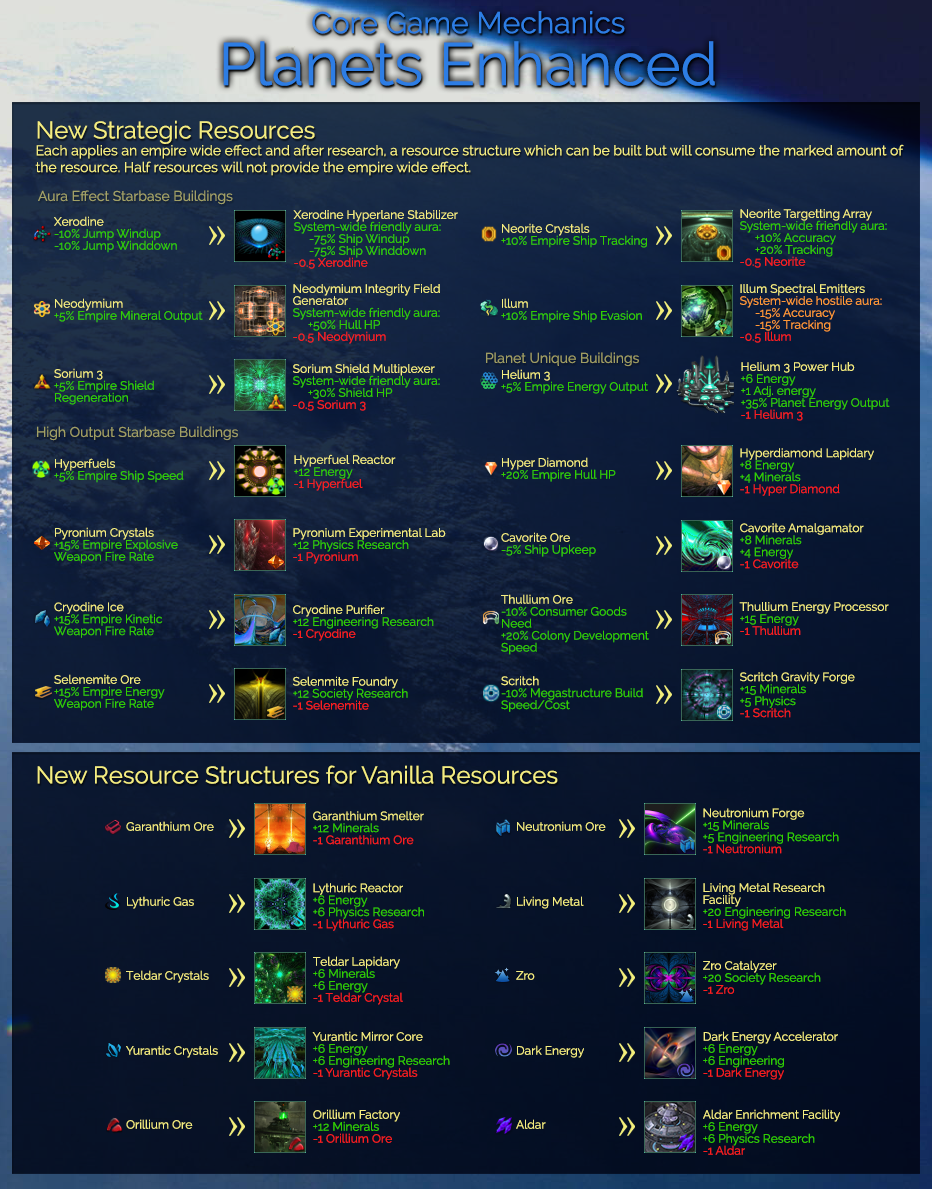 Core Game Mechanics
Planets Enhanced
New Strategic Resources
Each applies an empire wide effect and after research, a resource structure which can be built but will consume the marked amount of
the resource. Half resources will not provide the empire wide effect.
Aura Effect Starbase Buildings
Xerodine
-10% Jump Windup
-10% Jump Winddown
Xerodine Hyperlane Stabilizer
System-wide friendly aura:
-75% Ship Windup
-75% Ship Winddown
-0.5 Xerodine
Neorite Crystals
+10% Empire Ship Tracking
Neorite Targetting Array
System-wide friendly aura:
+10% Accuracy
+20% Tracking
-0.5 Neorite
Neodymium
+5% Empire Mineral Output
Neodymium Integrity Field
Generator
System-wide friendly aura:
+50% Hull HP
-0.5 Neodymium
Illum
+10% Empire Ship Evasion
Illum Spectral Emitters
System-wide hostile aura:
-15% Accuracy
-15% Tracking
-0.5 Illum
Sorium 3
+5% Empire Shield
Regeneration
Sorium Shield Multiplexer
System-wide friendly aura:
+30% Shield HP
-0.5 Sorium 3
Planet Unique Buildings
Helium 3
+5% Empire Energy Output
Helium 3 Power Hub
+6 Energy
+1 Adj. energy
+35% Planet Energy Output
-1 Helium 3
High Output Starbase Buildings
Hyperfuels
+5% Empire Ship Speed
Hyperfuel Reactor
+12 Energy
-1 Hyperfuel
Hyper Diamond
+20% Empire Hull HP
Hyperdiamond Lapidary
+8 Energy
+4 Minerals
-1 Hyper Diamond
Pyronium Crystals
+15% Empire Explosive
Weapon Fire Rate
Pyronium Experimental Lab
+12 Physics Research
-1 Pyronium
Cavorite Ore
-5% Ship Upkeep
Cavorite Amalgamator
+8 Minerals
+4 Energy
-1 Cavorite
Cryodine Ice
+15% Empire Kinetic
Weapon Fire Rate
Cryodine Purifier
+12 Engineering Research
-1 Cryodine
Thullium Ore
-10% Consumer Goods
Need
+20% Colony Development
Speed
Thullium Energy Processor
+15 Energy
-1 Thullium
Selenemite Ore
+15% Empire Energy
Weapon Fire Rate
Selenmite Foundry
+12 Society Research
-1 Selenemite
Scritch
-10% Megastructure Build
Speed/Cost
Scritch Gravity Forge
+15 Minerals
+5 Physics
-1 Scritch
New Resource Structures for Vanilla Resources
Garanthium Ore
Garanthium Smelter
+12 Minerals
-1 Garanthium Ore
Neutronium Ore
Neutronium Forge
+15 Minerals
+5 Engineering Research
-1 Neutronium
Lythuric Gas
Lythuric Reactor
+6 Energy
+6 Physics Research
-1 Lythuric Gas
Living Metal
Living Metal Research
Facility
+20 Engineering Research
-1 Living Metal
Teldar Crystals
Teldar Lapidary
+6 Minerals
+6 Energy
-1 Teldar Crystal
Zro
Zro Catalyzer
+20 Society Research
-1 Zro
Yurantic Crystals
Yurantic Mirror Core
+6 Energy
+6 Engineering Research
-1 Yurantic Crystals
Dark Energy
Dark Energy Accelerator
+6 Energy
+6 Engineering
-1 Dark Energy
Orillium Ore
Orillium Factory
+12 Minerals
-1 Orillium Ore
Aldar
Aldar Enrichment Facility
+6 Energy
+6 Physics Research
-1 Aldar